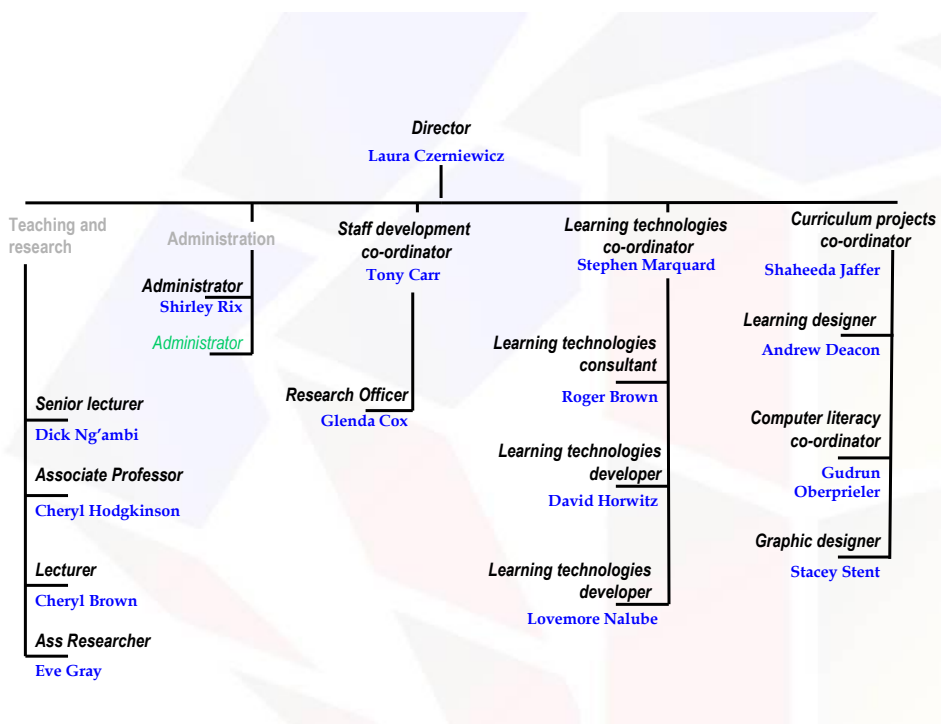 Director
Laura Czerniewicz
Teaching and
research
Senior lecturer
Dick Ng’ambi
Associate Professor
Cheryl Hodgkinson
Lecturer
Cheryl Brown
Ass Researcher
Eve Gray
Administration
Administrator
Shirley Rix
Administrator
Staff development
co-ordinator
Tony Carr
Research Officer
Glenda Cox
Learning technologies
co-ordinator
Stephen Marquard
Learning technologies
consultant
Roger Brown
Learning technologies
developer
David Horwitz
Learning technologies
developer
Lovemore Nalube
Curriculum projects
co-ordinator
Shaheeda Jaffer
Learning designer
Andrew Deacon
Computer literacy
co-ordinator
Gudrun
Oberprieler
Graphic designer
Stacey Stent